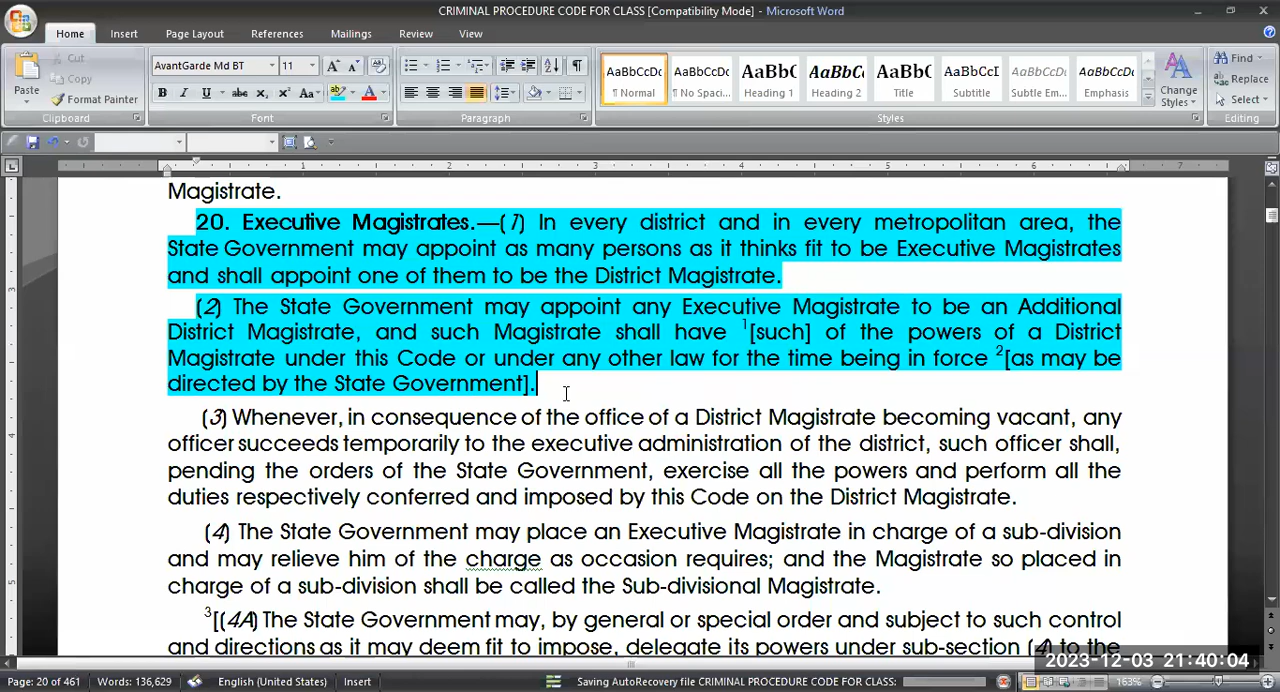 CRIMINAL PROCEDURE CODE FOR CLASS [Compatibility Mode] - Microsoft Word
Home Insert Page Layout References Mailings Review View
Paste
Cut
Copy
Format Painter
Clipboard
AvantGarde Md BT 11
Font
Paragraph
AaBbCcDc AaBbCcDc AaBbC AaBbCc AaBbC AaBbCcI AaBbCcDc AaBbCcDc
¶ Normal ¶ No Spaci... Heading 1 Heading 2 Title Subtitle Subtle Em... Emphasis
Change Styles
Styles
Find
Replace
Select
Editing
Magistrate.
20. Executive Magistrates.—(1) In every district and in every metropolitan area, the
State Government may appoint as many persons as it thinks fit to be Executive Magistrates
and shall appoint one of them to be the District Magistrate.
(2) The State Government may appoint any Executive Magistrate to be an Additional
District Magistrate, and such Magistrate shall have 1[such] of the powers of a District
Magistrate under this Code or under any other law for the time being in force 2[as may be
directed by the State Government].
(3) Whenever, in consequence of the office of a District Magistrate becoming vacant, any
officer succeeds temporarily to the executive administration of the district, such officer shall,
pending the orders of the State Government, exercise all the powers and perform all the
duties respectively conferred and imposed by this Code on the District Magistrate.
(4) The State Government may place an Executive Magistrate in charge of a sub-division
and may relieve him of the charge as occasion requires; and the Magistrate so placed in
charge of a sub-division shall be called the Sub-divisional Magistrate.
3[(4A) The State Government may, by general or special order and subject to such control
and directions as it may deem fit to impose, delegate its powers under sub-section (4) to the
2023-12-03 21:40:04
Page: 20 of 461 Words: 136,629 English (United States) Insert Saving AutoRecovery file CRIMINAL PROCEDURE CODE FOR CLASS: 163%